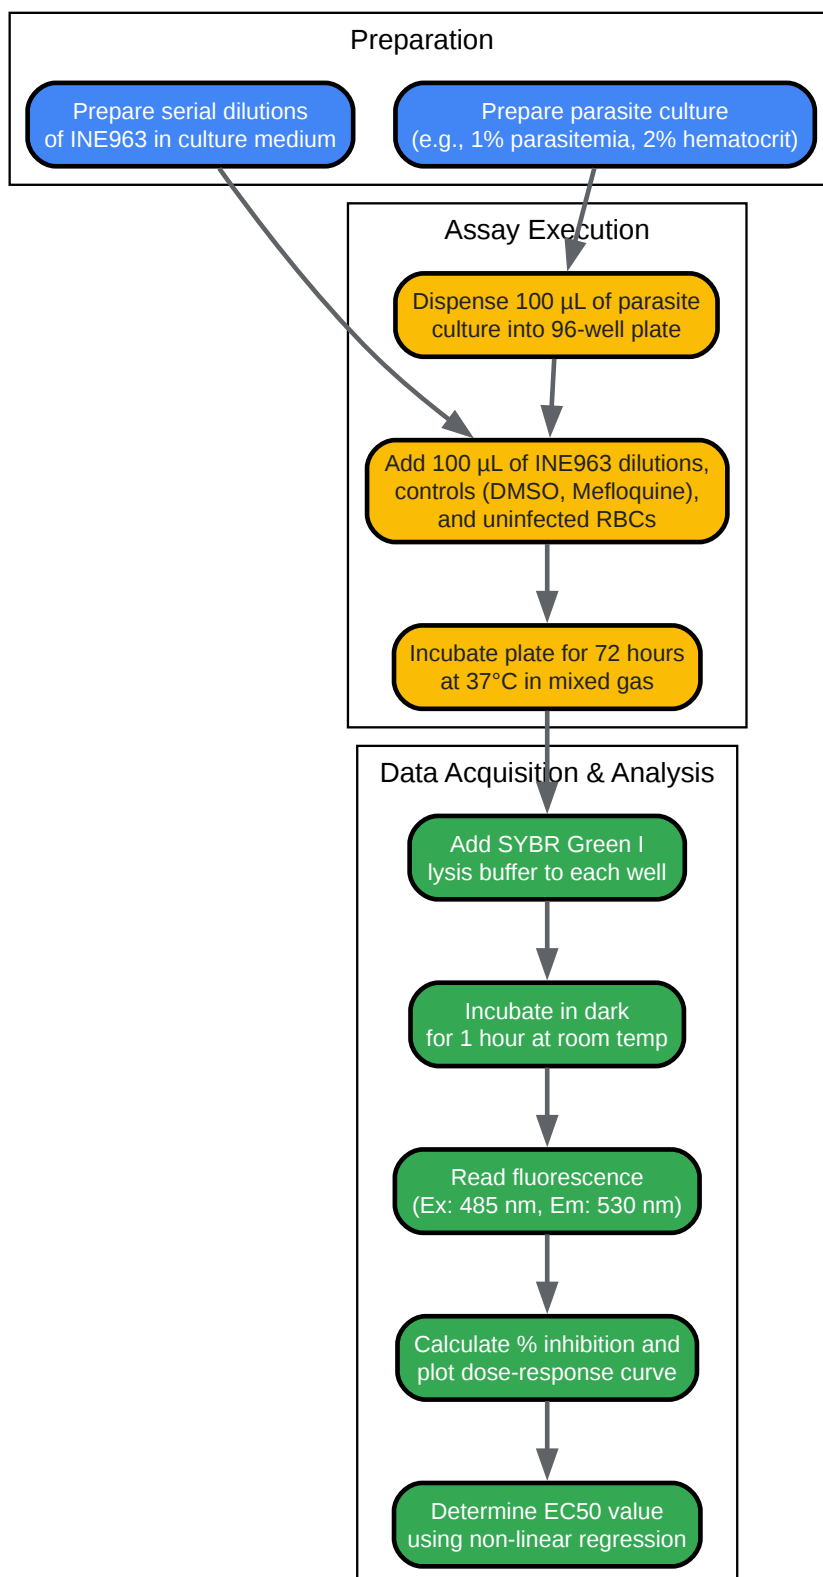 Preparation
Prepare serial dilutions
of INE963 in culture medium
Prepare parasite culture
(e.g., 1% parasitemia, 2% hematocrit)
Assay Execution
Dispense 100 µL of parasite
culture into 96-well plate
Add 100 µL of INE963 dilutions,
controls (DMSO, Mefloquine),
and uninfected RBCs
Incubate plate for 72 hours
at 37°C in mixed gas
Data Acquisition & Analysis
Add SYBR Green I
lysis buffer to each well
Incubate in dark
for 1 hour at room temp
Read fluorescence
(Ex: 485 nm, Em: 530 nm)
Calculate % inhibition and
plot dose-response curve
Determine EC50 value
using non-linear regression